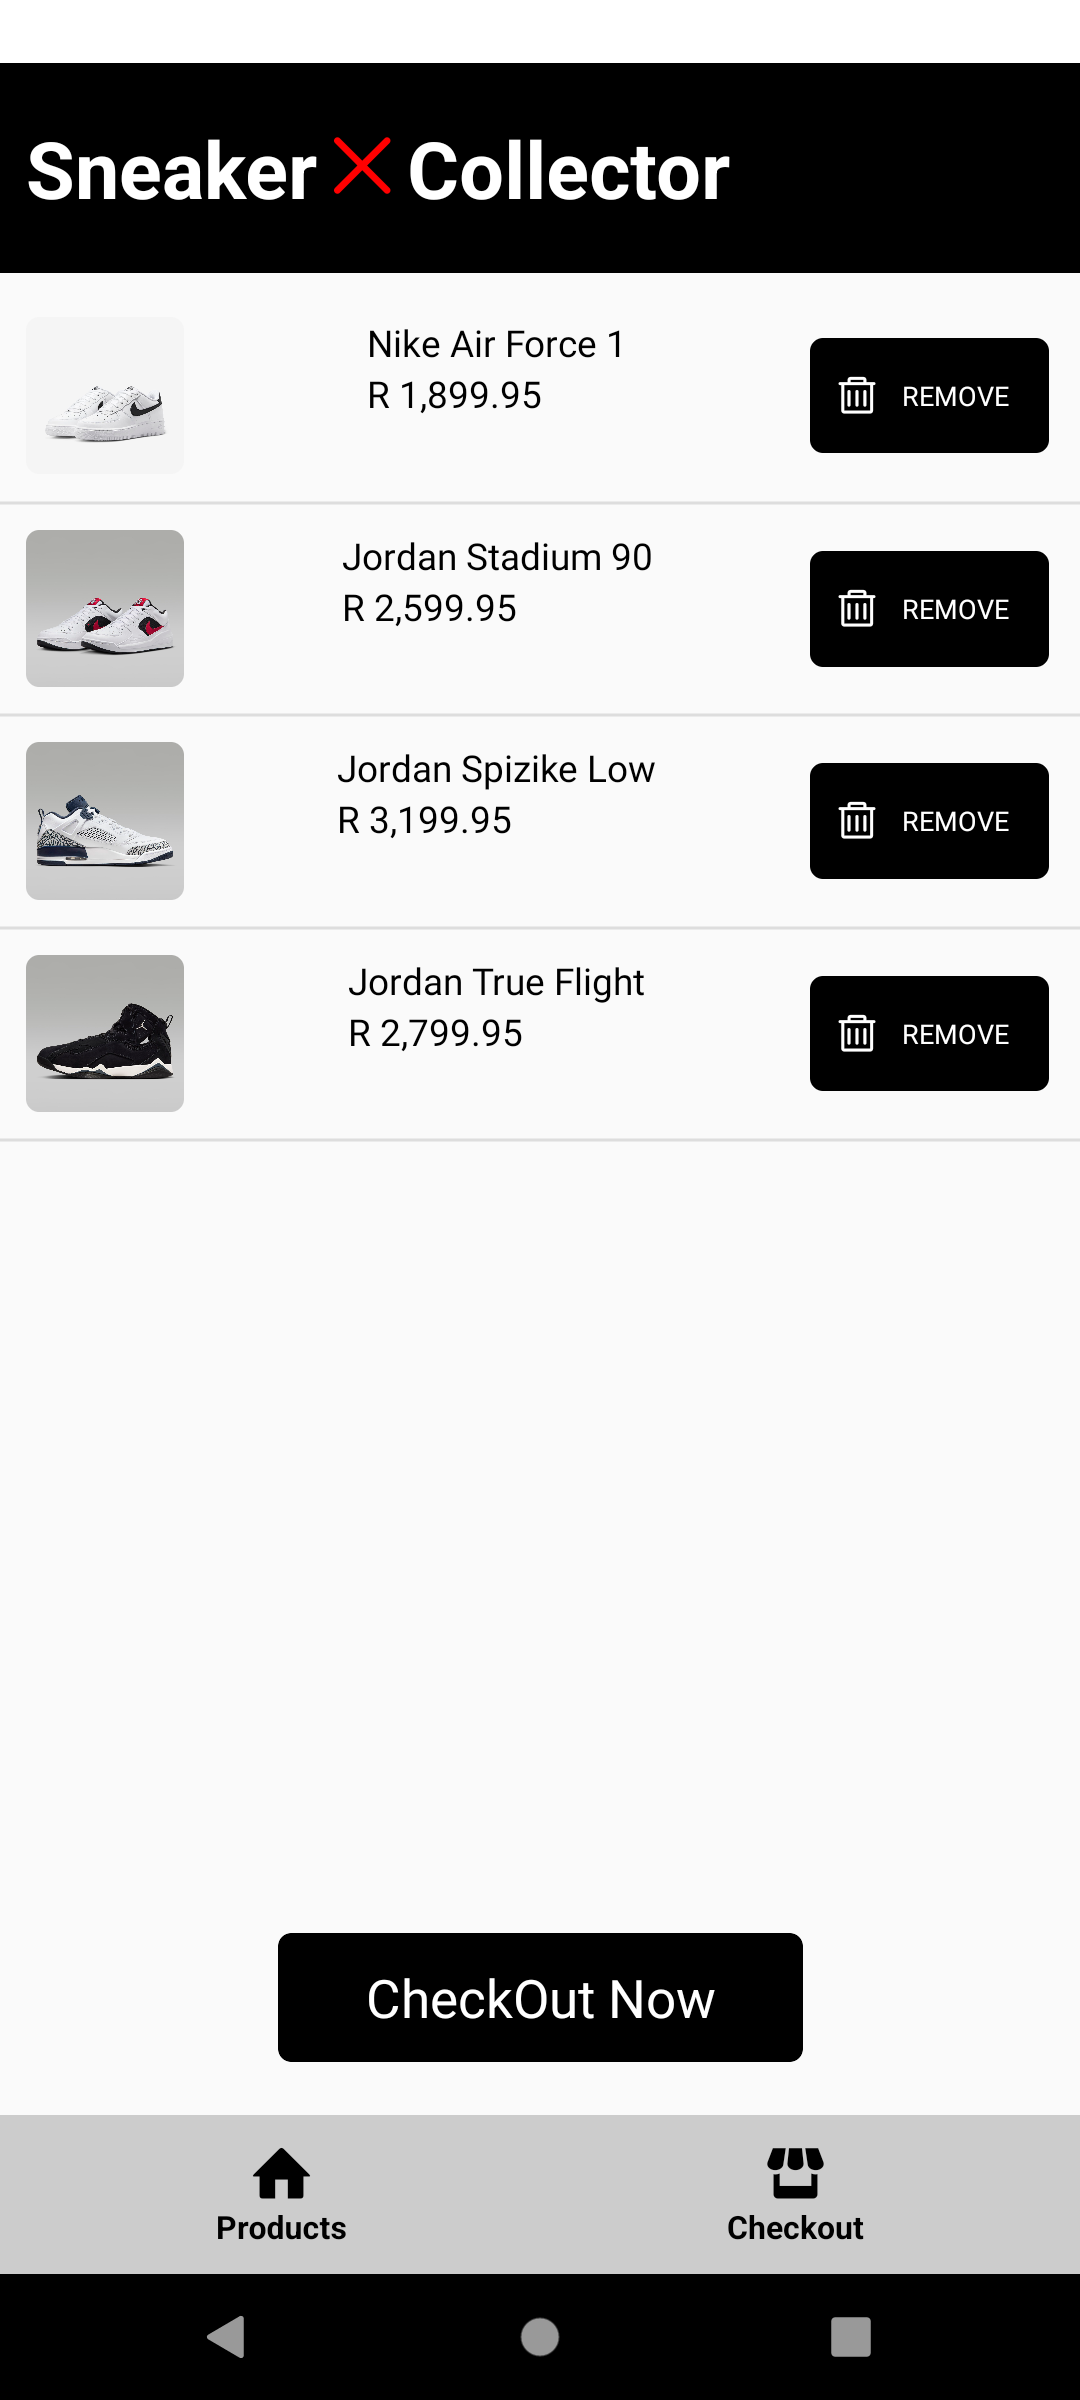 Sneaker X Collector
Nike Air Force 1
R 1,899.95
REMOVE
Jordan Stadium 90
R 2,599.95
REMOVE
Jordan Spizike Low
R 3,199.95
REMOVE
Jordan True Flight
R 2,799.95
REMOVE
CheckOut Now
Products
Checkout